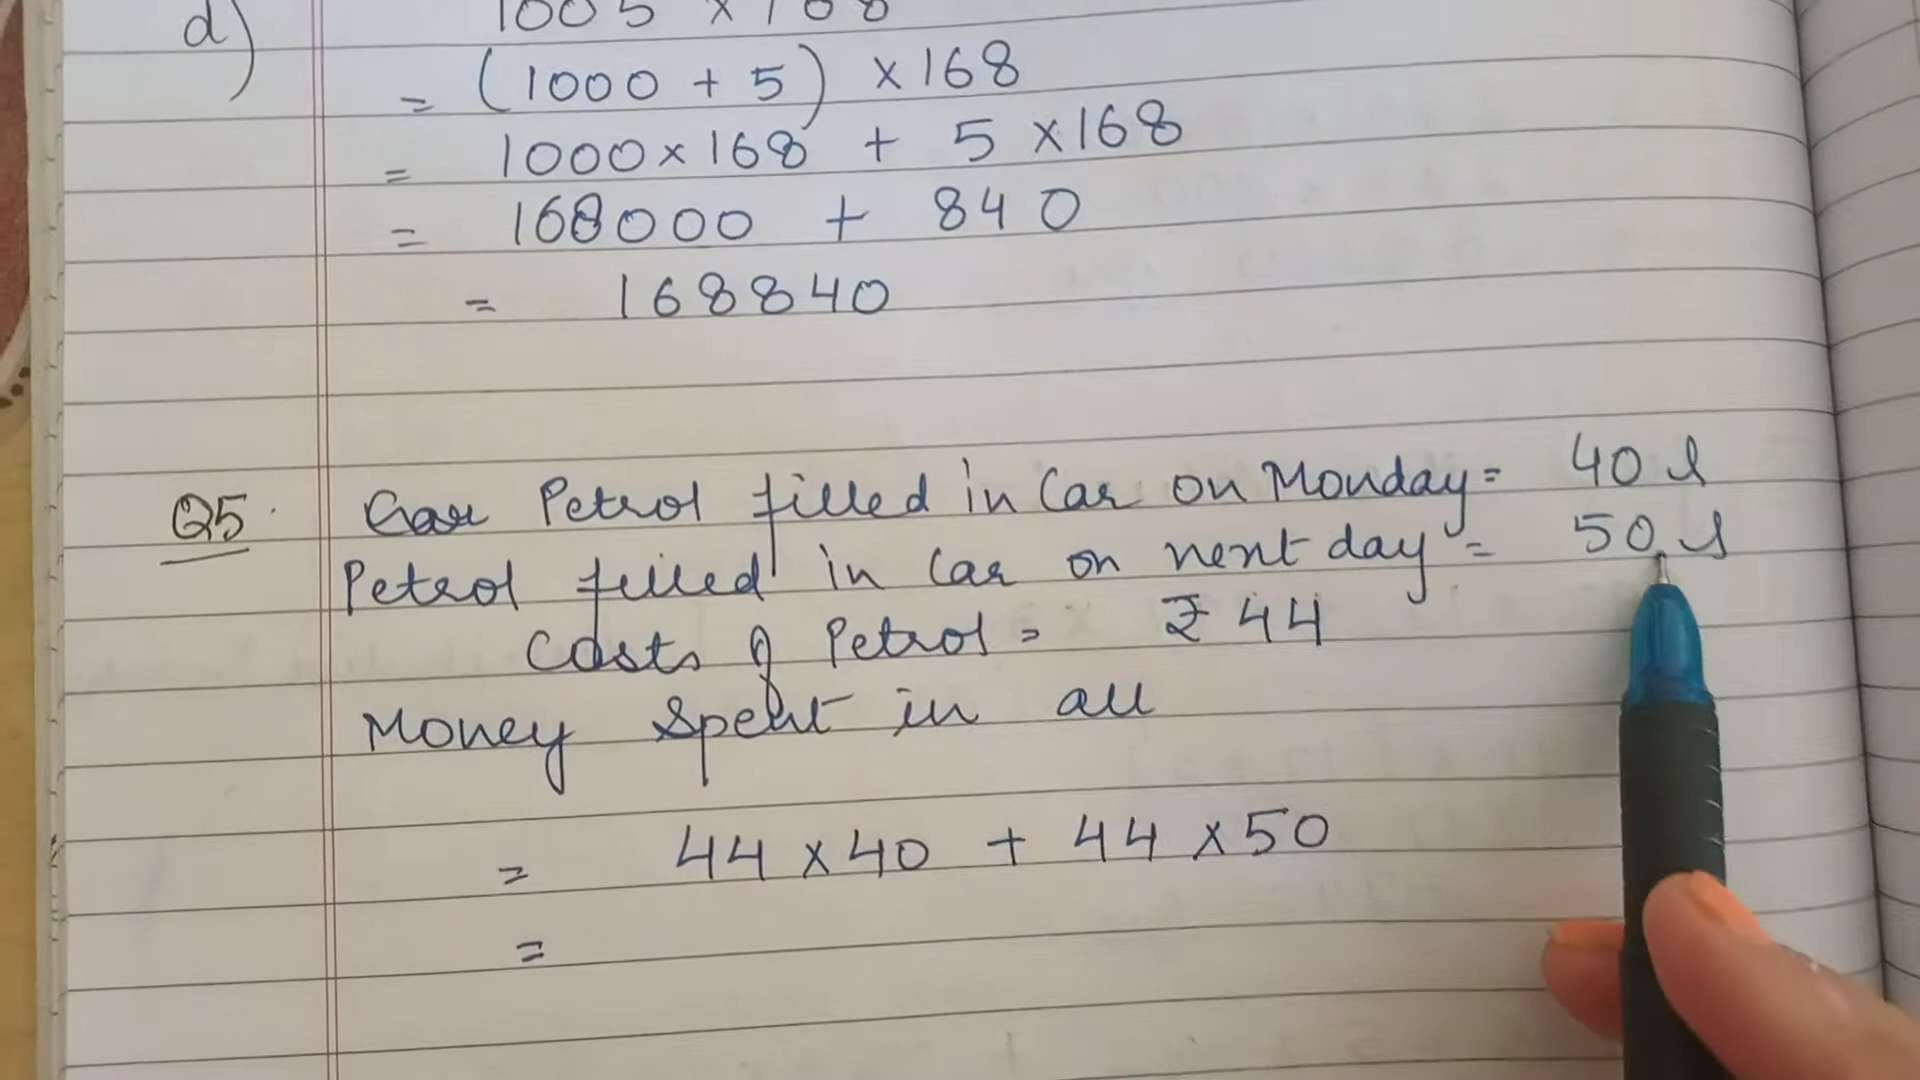 d) 1005 × 168
= (1000 + 5) × 168
= 1000 × 168 + 5 × 168
= 168000 + 840
= 168840
Q5. Car Petrol filled in Car on Monday = 40 l
Petrol filled in Car on next day = 50 l
Costs of Petrol = ₹ 44
Money Spent in all
= 44 × 40 + 44 × 50
=